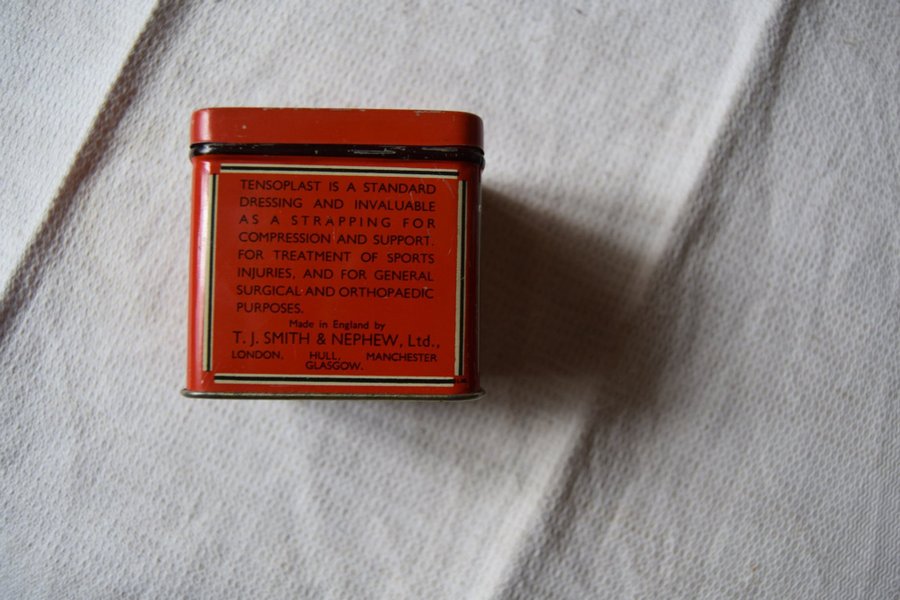 TENSOPLAST IS A STANDARD
DRESSING AND INVALUABLE
AS A STRAPPING FOR
COMPRESSION AND SUPPORT.
FOR TREATMENT OF SPORTS
INJURIES, AND FOR GENERAL
SURGICAL AND ORTHOPAEDIC
PURPOSES.
Made in England by
T. J. SMITH & NEPHEW, Ltd.,
LONDON, HULL, MANCHESTER
GLASGOW.